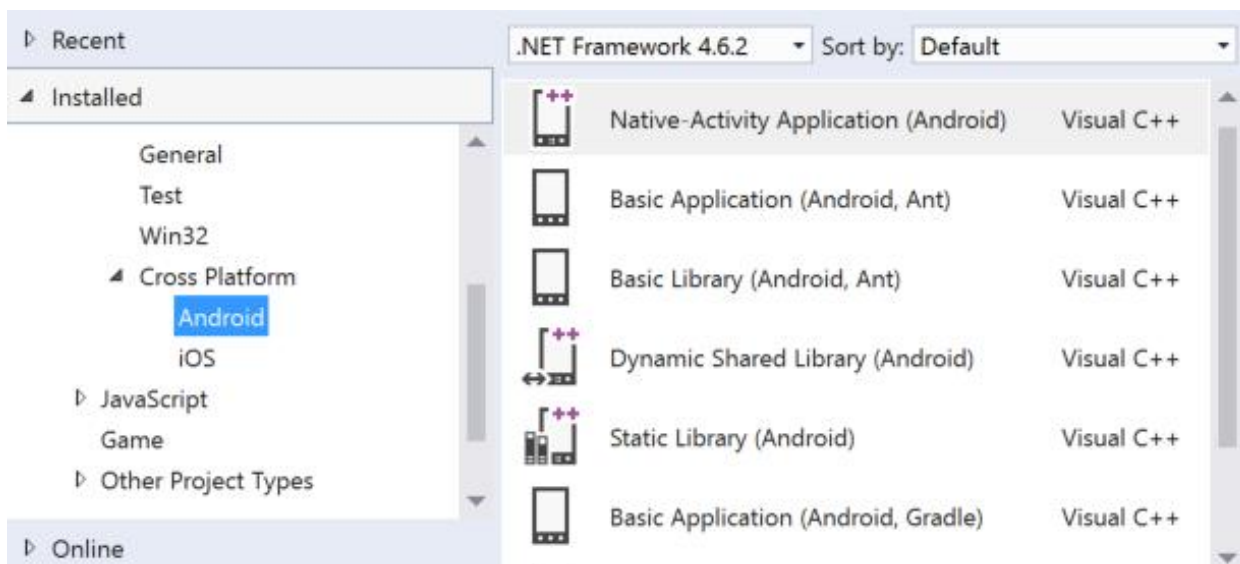 Recent
Installed
General
Test
Win32
Cross Platform
Android
iOS
JavaScript
Game
Other Project Types
Online
.NET Framework 4.6.2 Sort by: Default
Native-Activity Application (Android) Visual C++
Basic Application (Android, Ant) Visual C++
Basic Library (Android, Ant) Visual C++
Dynamic Shared Library (Android) Visual C++
Static Library (Android) Visual C++
Basic Application (Android, Gradle) Visual C++